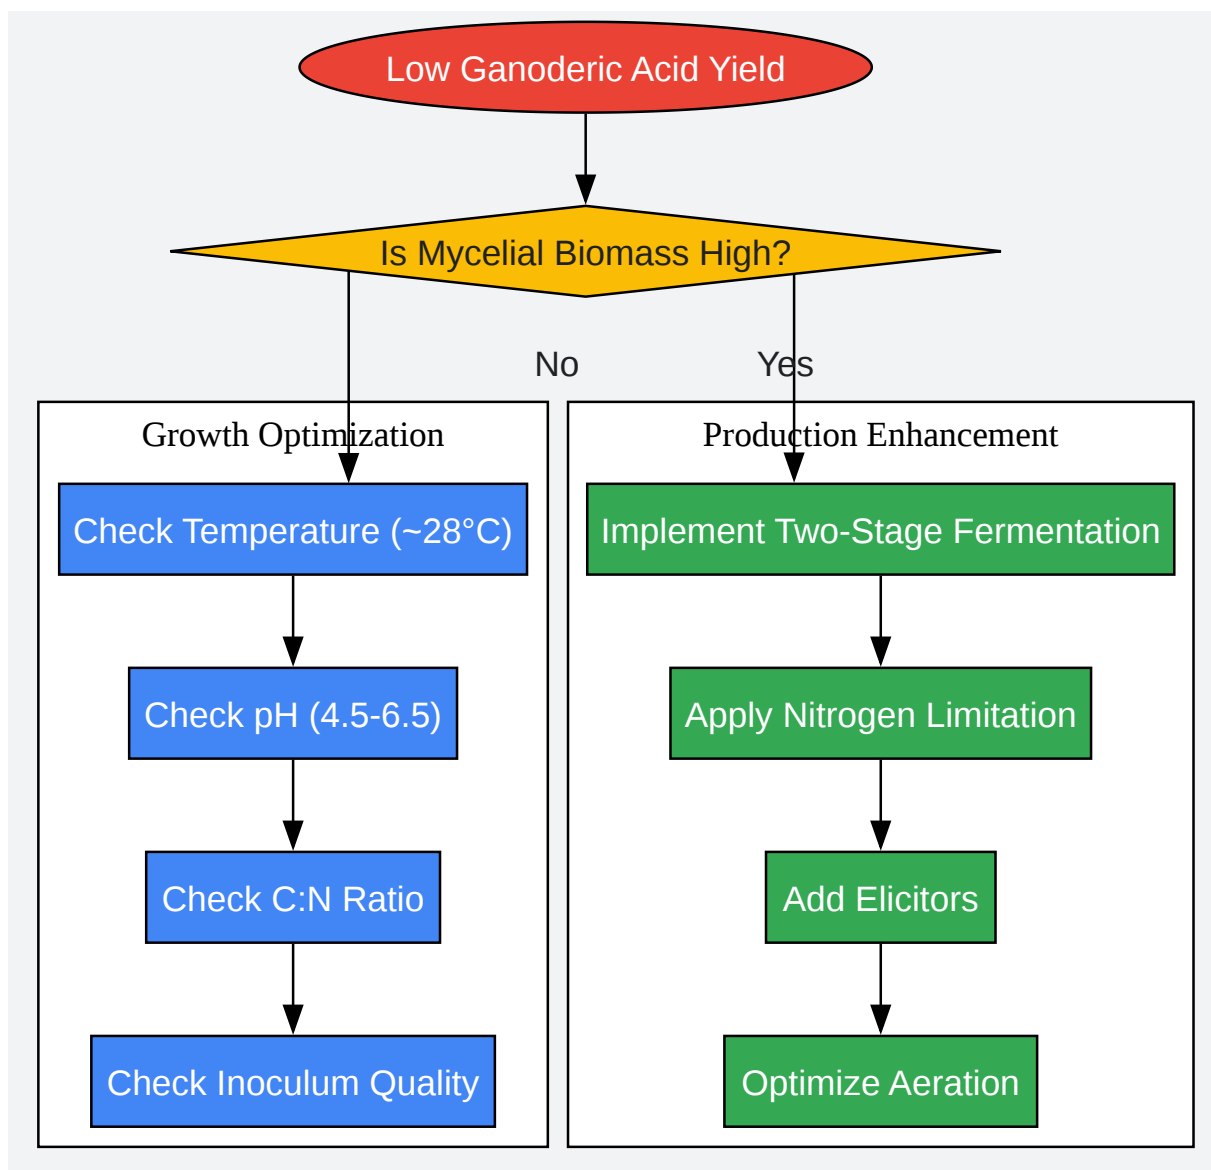 Low Ganoderic Acid Yield
Is Mycelial Biomass High?
No
Yes
Growth Optimization
Check Temperature (~28°C)
Check pH (4.5-6.5)
Check C:N Ratio
Check Inoculum Quality
Production Enhancement
Implement Two-Stage Fermentation
Apply Nitrogen Limitation
Add Elicitors
Optimize Aeration